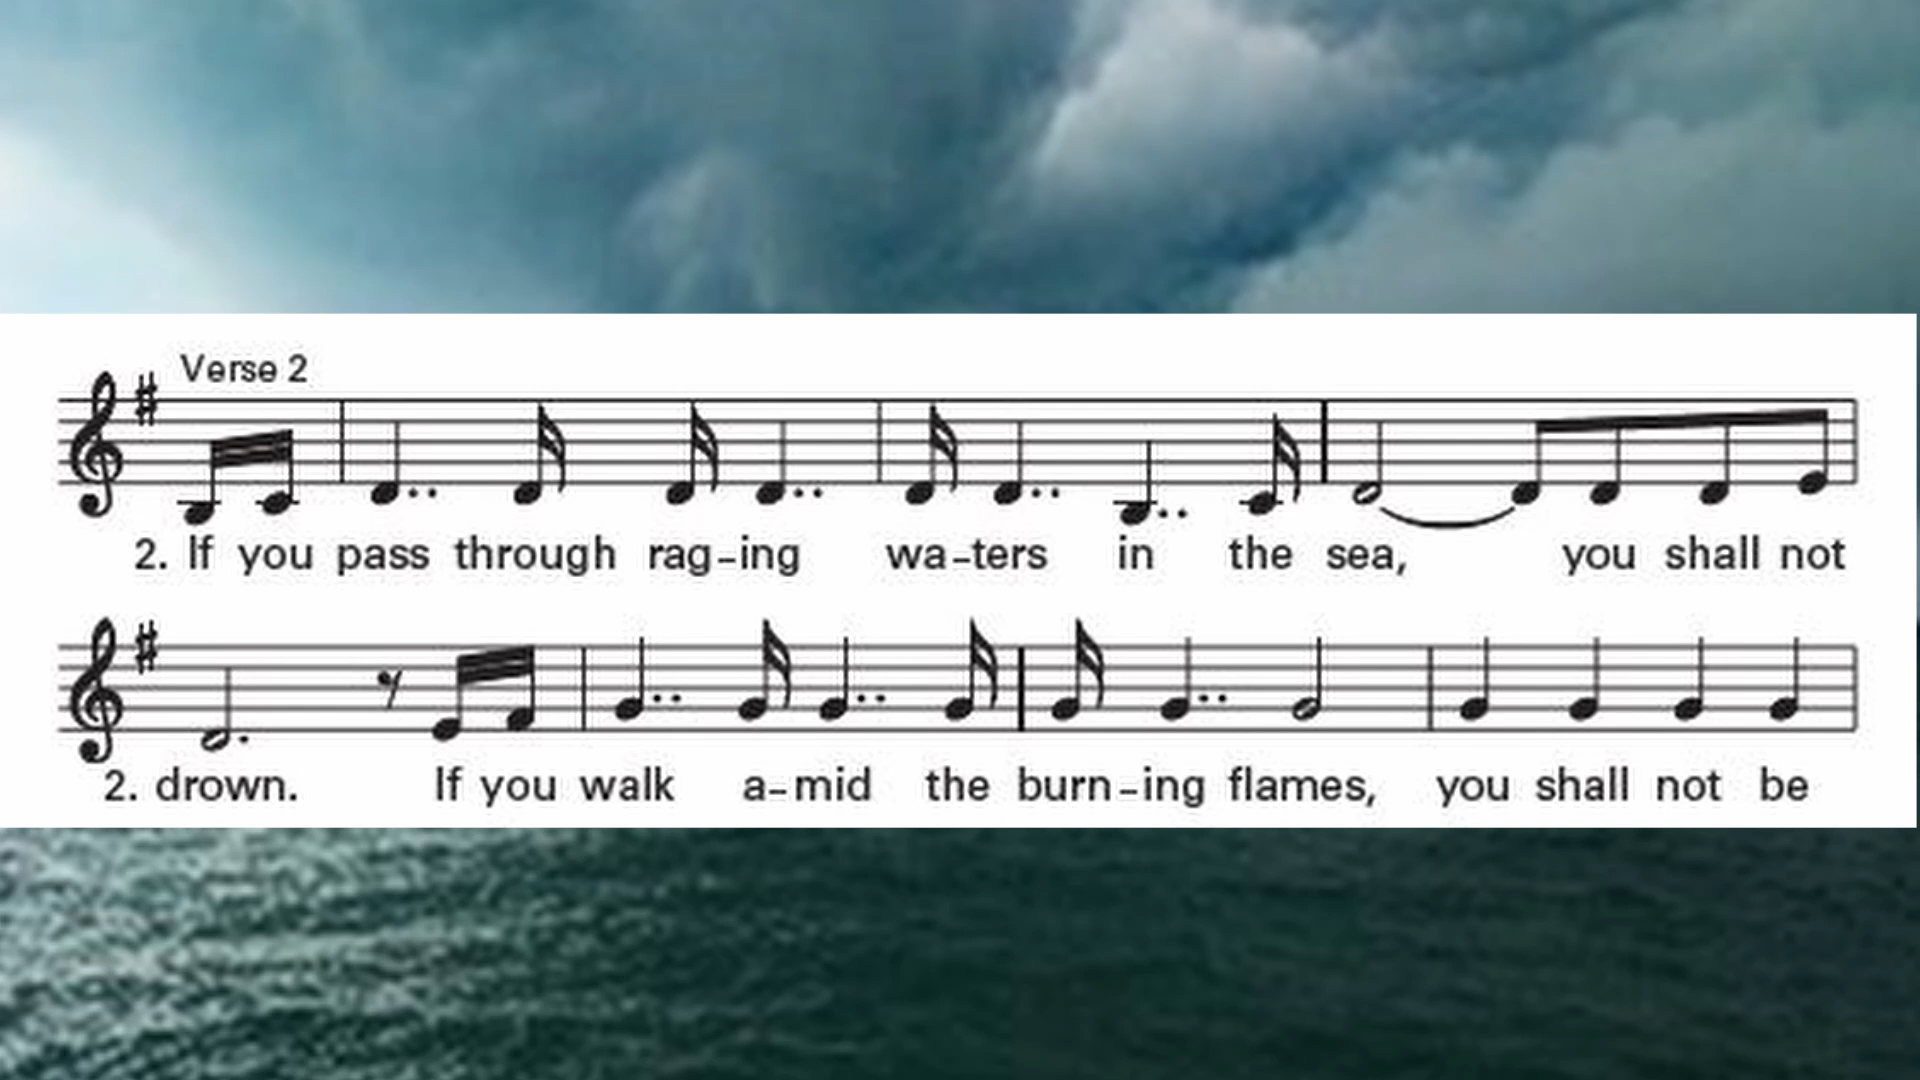 Verse 2
2. If you pass through rag-ing wa-ters in the sea, you shall not
2. drown. If you walk a-mid the burn-ing flames, you shall not be